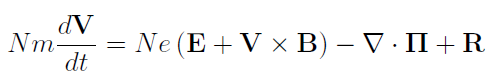 Nm dV/dt = Ne (E + V × B) − ∇ · Π + R